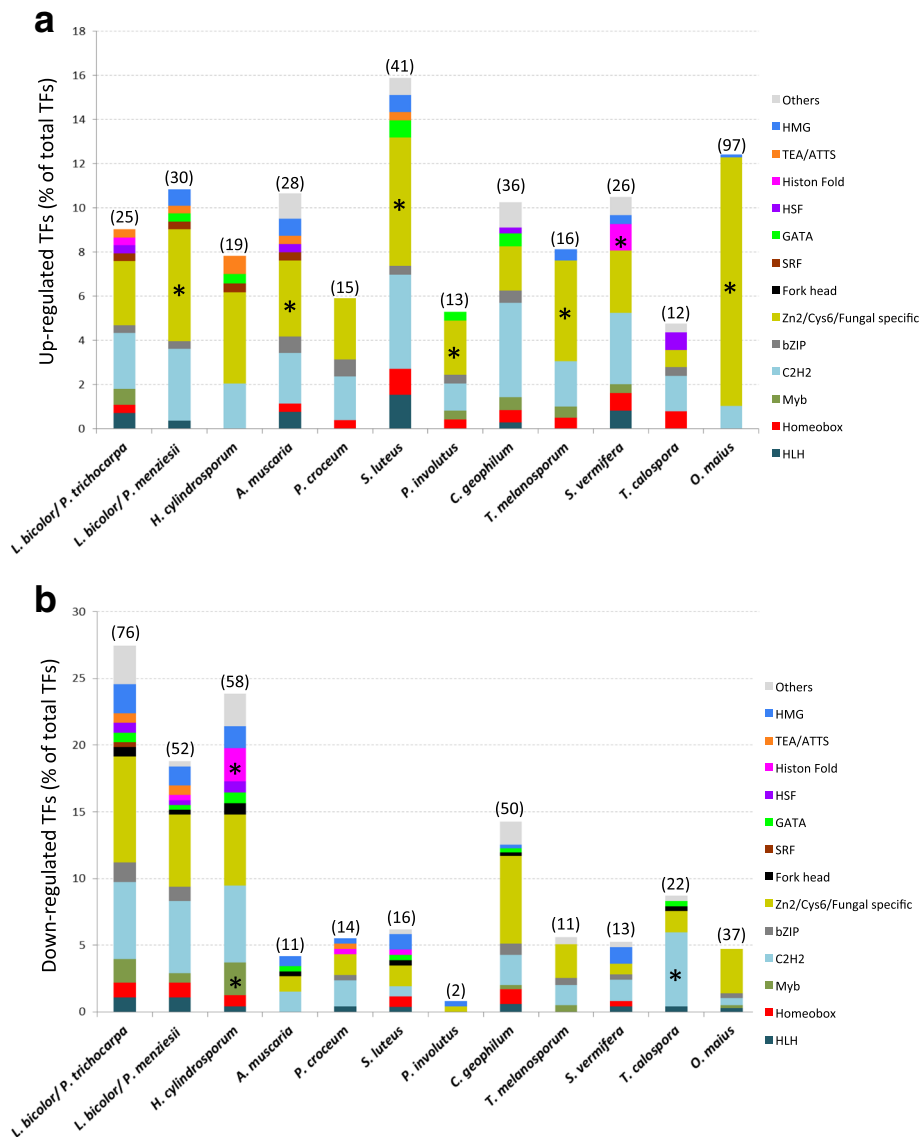 a
Up-regulated TFs (% of total TFs)
18
16
14
12
10
8
6
4
2
0
(25)
(30)
(19)
(28)
(15)
(41)
(13)
(36)
(16)
(26)
(12)
(97)
*
*
*
*
*
*
*
Others
HMG
TEA/ATTS
Histon Fold
HSF
GATA
SRF
Fork head
Zn2/Cys6/Fungal specific
bZIP
C2H2
Myb
Homeobox
HLH
L. bicolor/ P. trichocarpa
L. bicolor/ P. menziesii
H. cylindrosporum
A. muscaria
P. croceum
S. luteus
P. involutus
C. geophilum
T. melanosporum
S. vermifera
T. calospora
O. maius
b
Down-regulated TFs (% of total TFs)
30
25
20
15
10
5
0
(76)
(52)
(58)
(11)
(14)
(16)
(2)
(50)
(11)
(13)
(22)
(37)
*
*
*
Others
HMG
TEA/ATTS
Histon Fold
HSF
GATA
SRF
Fork head
Zn2/Cys6/Fungal specific
bZIP
C2H2
Myb
Homeobox
HLH
L. bicolor/ P. trichocarpa
L. bicolor/ P. menziesii
H. cylindrosporum
A. muscaria
P. croceum
S. luteus
P. involutus
C. geophilum
T. melanosporum
S. vermifera
T. calospora
O. maius